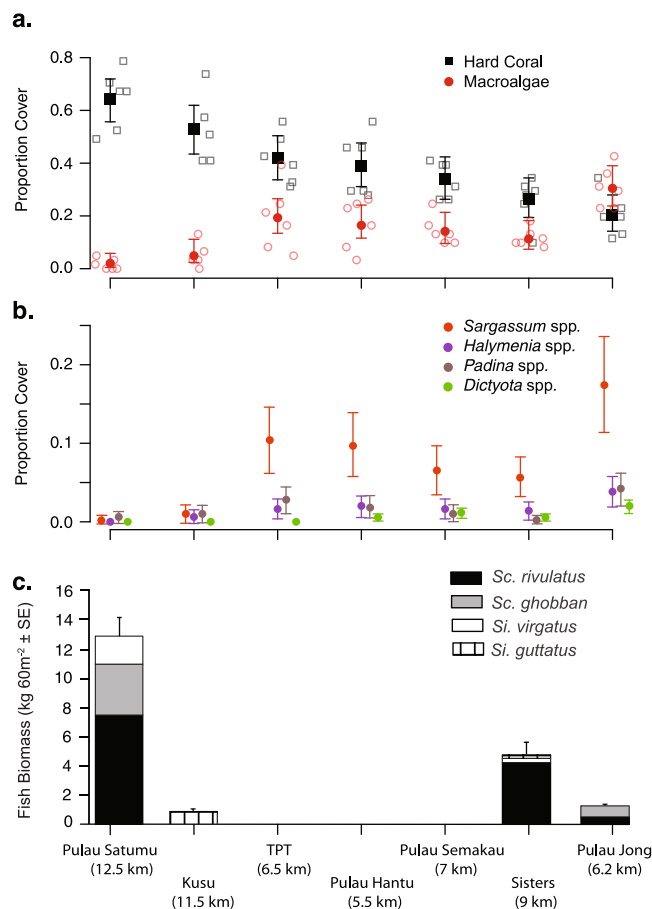 a.
Proportion Cover
0.8
0.6
0.4
0.2
0.0
Hard Coral
Macroalgae
b.
Proportion Cover
0.2
0.1
0.0
Sargassum spp.
Halymenia spp.
Padina spp.
Dictyota spp.
c.
Fish Biomass (kg 60m⁻² ± SE)
16
14
12
10
8
6
4
2
0
Sc. rivulatus
Sc. ghobban
Si. virgatus
Si. guttatus
Pulau Satumu
(12.5 km)
Kusu
(11.5 km)
TPT
(6.5 km)
Pulau Hantu
(5.5 km)
Pulau Semakau
(7 km)
Sisters
(9 km)
Pulau Jong
(6.2 km)